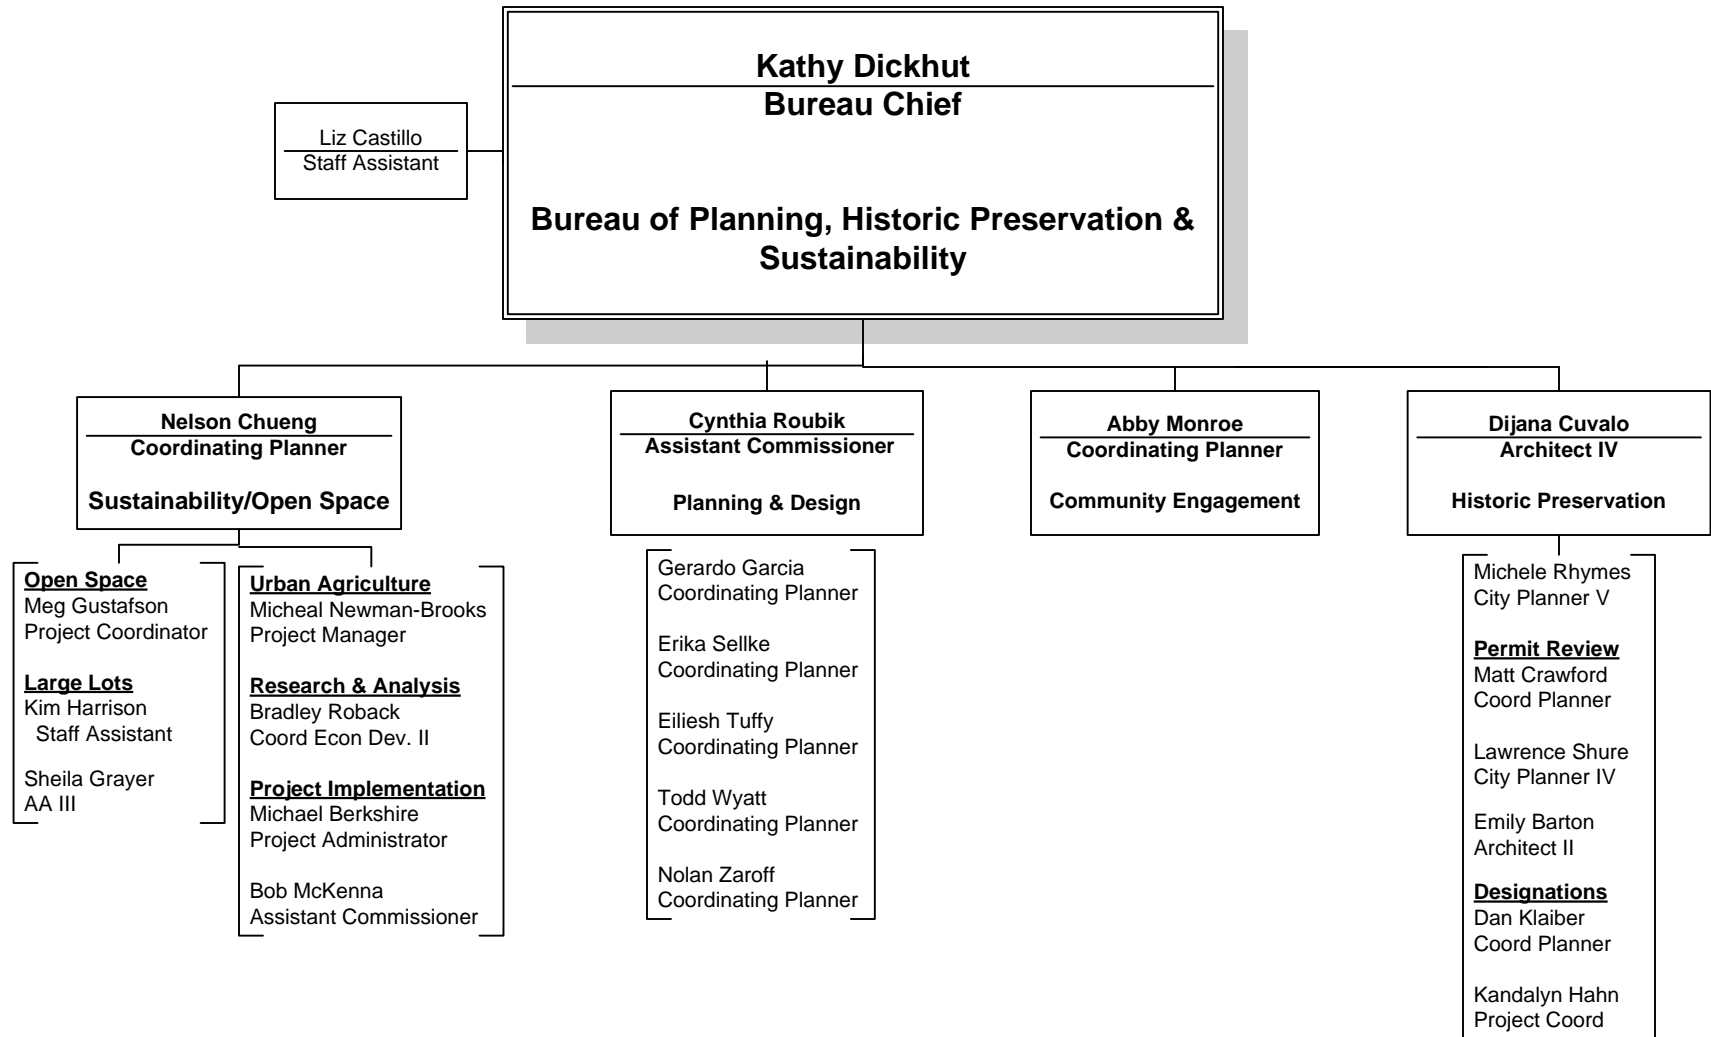 Kathy Dickhut
Bureau Chief
Bureau of Planning, Historic Preservation &
Sustainability
Liz Castillo
Staff Assistant
Nelson Chueng
Coordinating Planner
Sustainability/Open Space
Open Space
Meg Gustafson
Project Coordinator
Large Lots
Kim Harrison
Staff Assistant
Sheila Grayer
AA III
Urban Agriculture
Micheal Newman-Brooks
Project Manager
Research & Analysis
Bradley Roback
Coord Econ Dev. II
Project Implementation
Michael Berkshire
Project Administrator
Bob McKenna
Assistant Commissioner
Cynthia Roubik
Assistant Commissioner
Planning & Design
Gerardo Garcia
Coordinating Planner
Erika Sellke
Coordinating Planner
Eiliesh Tuffy
Coordinating Planner
Todd Wyatt
Coordinating Planner
Nolan Zaroff
Coordinating Planner
Abby Monroe
Coordinating Planner
Community Engagement
Dijana Cuvalo
Architect IV
Historic Preservation
Michele Rhymes
City Planner V
Permit Review
Matt Crawford
Coord Planner
Lawrence Shure
City Planner IV
Emily Barton
Architect II
Designations
Dan Klaiber
Coord Planner
Kandalyn Hahn
Project Coord